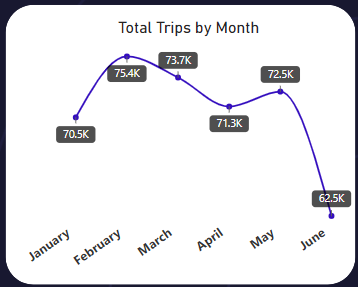 Total Trips by Month
73.7K
72.5K
75.4K
71.3K
70.5K
62.5K
January
February
March
April
May
June